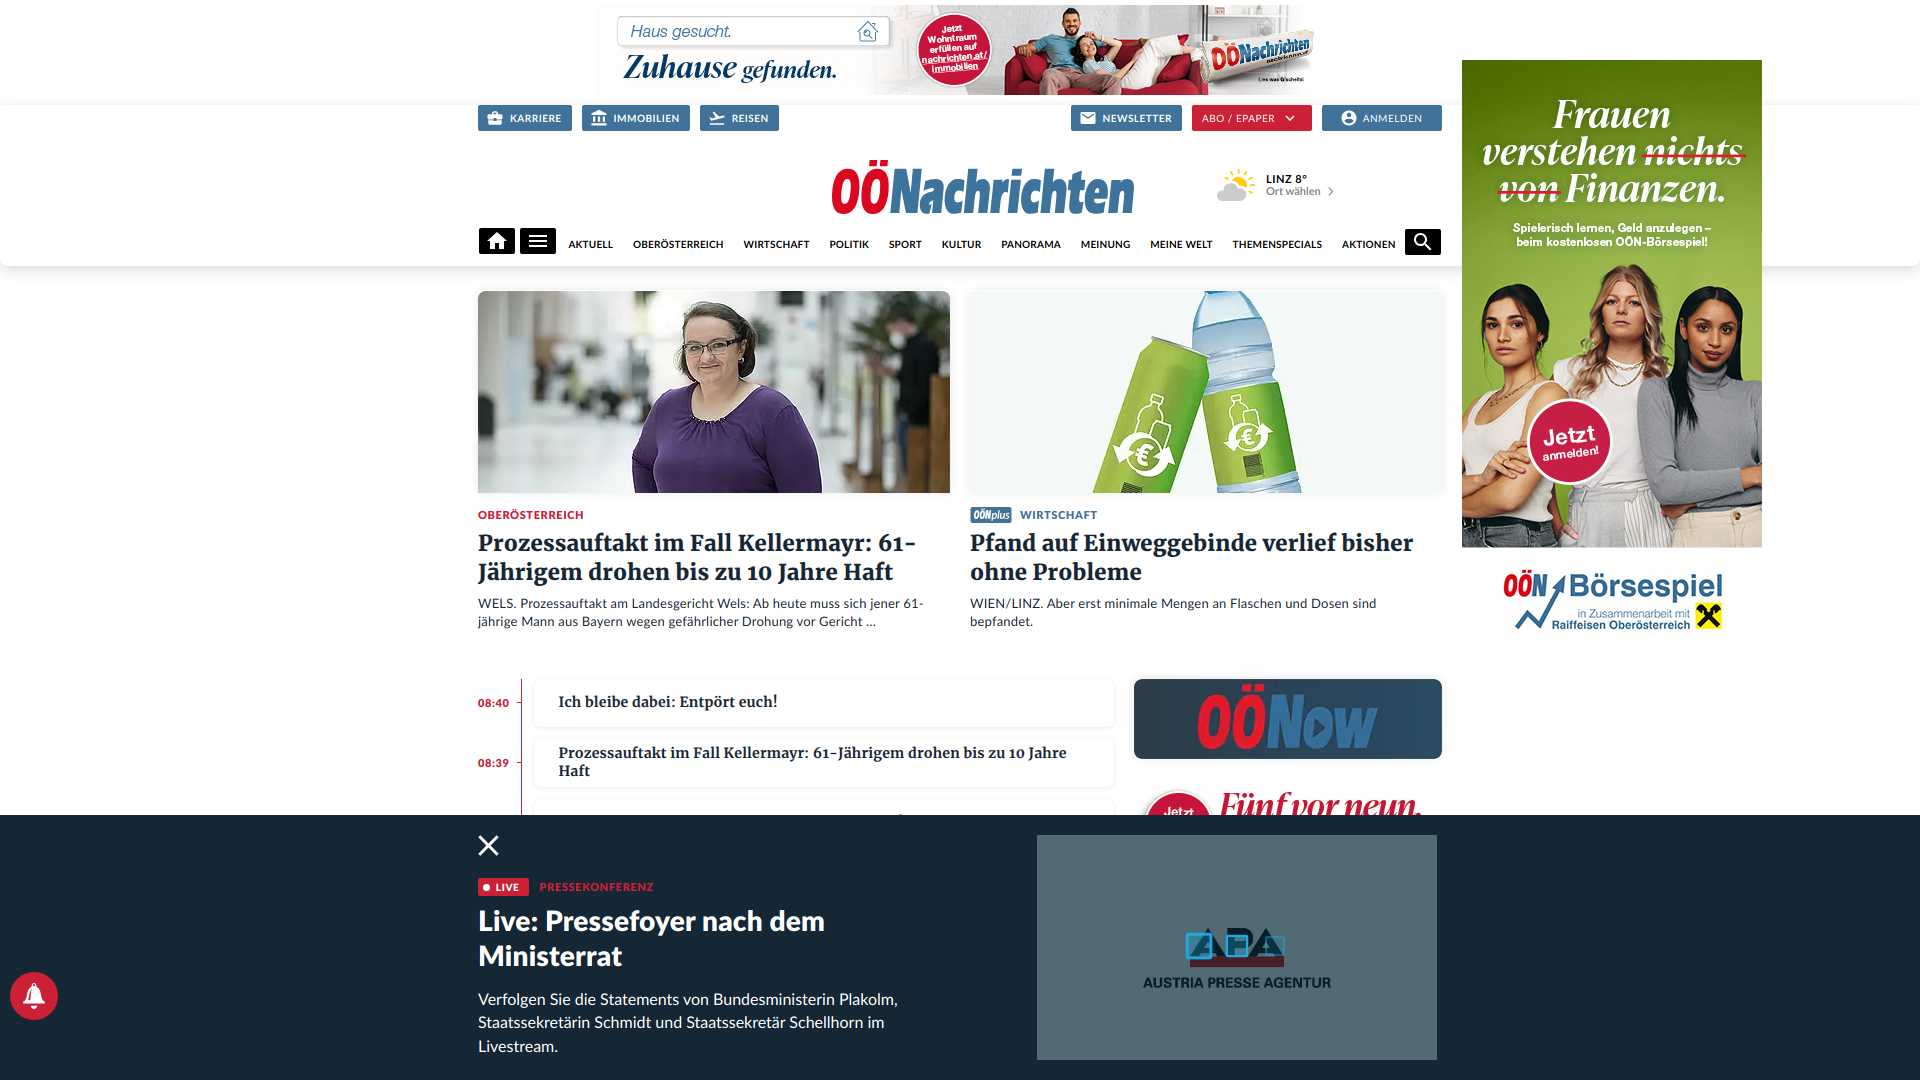 Haus gesucht.
Zuhause gefunden.
Jetzt
Wohntraum
erfüllen auf
nachrichten.at/
immobilien
OÖNachrichten
Lies was G'scheits!
KARRIERE
IMMOBILIEN
REISEN
NEWSLETTER
ABO / EPAPER
ANMELDEN
OÖNachrichten
LINZ 8°
Ort wählen
AKTUELL
OBERÖSTERREICH
WIRTSCHAFT
POLITIK
SPORT
KULTUR
PANORAMA
MEINUNG
MEINE WELT
THEMENSPECIALS
AKTIONEN
Frauen
verstehen nichts
von Finanzen.
Spielerisch lernen, Geld anzulegen –
beim kostenlosen OÖN-Börsespiel!
Jetzt
anmelden!
OÖN Börsespiel
in Zusammenarbeit mit
Raiffeisen Oberösterreich
OBERÖSTERREICH
Prozessauftakt im Fall Kellermayr: 61-
Jährigem drohen bis zu 10 Jahre Haft
WELS. Prozessauftakt am Landesgericht Wels: Ab heute muss sich jener 61-
jährige Mann aus Bayern wegen gefährlicher Drohung vor Gericht ...
OÖNplus WIRTSCHAFT
Pfand auf Einweggebinde verlief bisher
ohne Probleme
WIEN/LINZ. Aber erst minimale Mengen an Flaschen und Dosen sind
bepfandet.
08:40
Ich bleibe dabei: Entpört euch!
08:39
Prozessauftakt im Fall Kellermayr: 61-Jährigem drohen bis zu 10 Jahre
Haft
OÖNow
Jetzt
Fünf vor neun.
LIVE
PRESSEKONFERENZ
Live: Pressefoyer nach dem
Ministerrat
Verfolgen Sie die Statements von Bundesministerin Plakolm,
Staatssekretärin Schmidt und Staatssekretär Schellhorn im
Livestream.
APA
AUSTRIA PRESSE AGENTUR